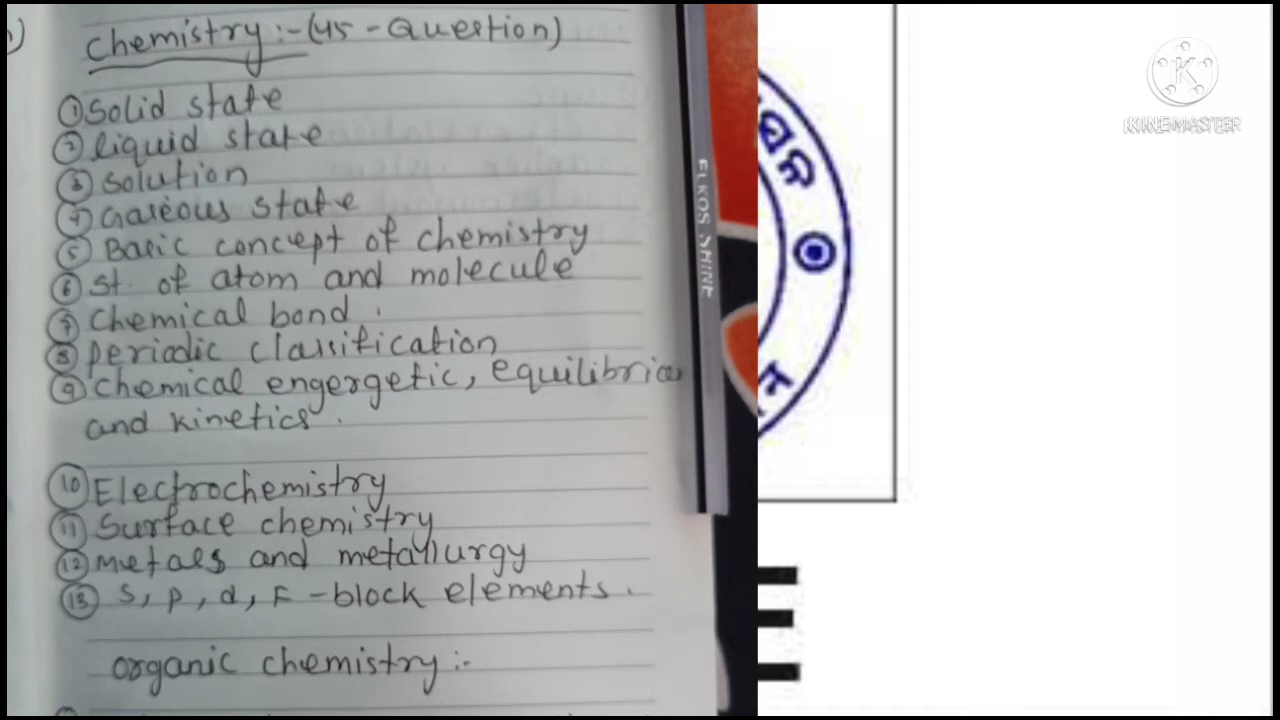 Chemistry :- (45 - Question)
① Solid state
② liquid state
③ solution
④ Gaseous state
⑤ Basic concept of chemistry
⑥ St. of atom and molecule
⑦ Chemical bond .
⑧ periodic classification
⑨ Chemical engergetic, equilibria
and kinetics .
⑩ Electrochemistry
⑪ Surface chemistry
⑫ Metals and metallurgy
⑬ S, P, d, F - block elements .
organic chemistry :-
ELKOS SHINE
KINEMASTER